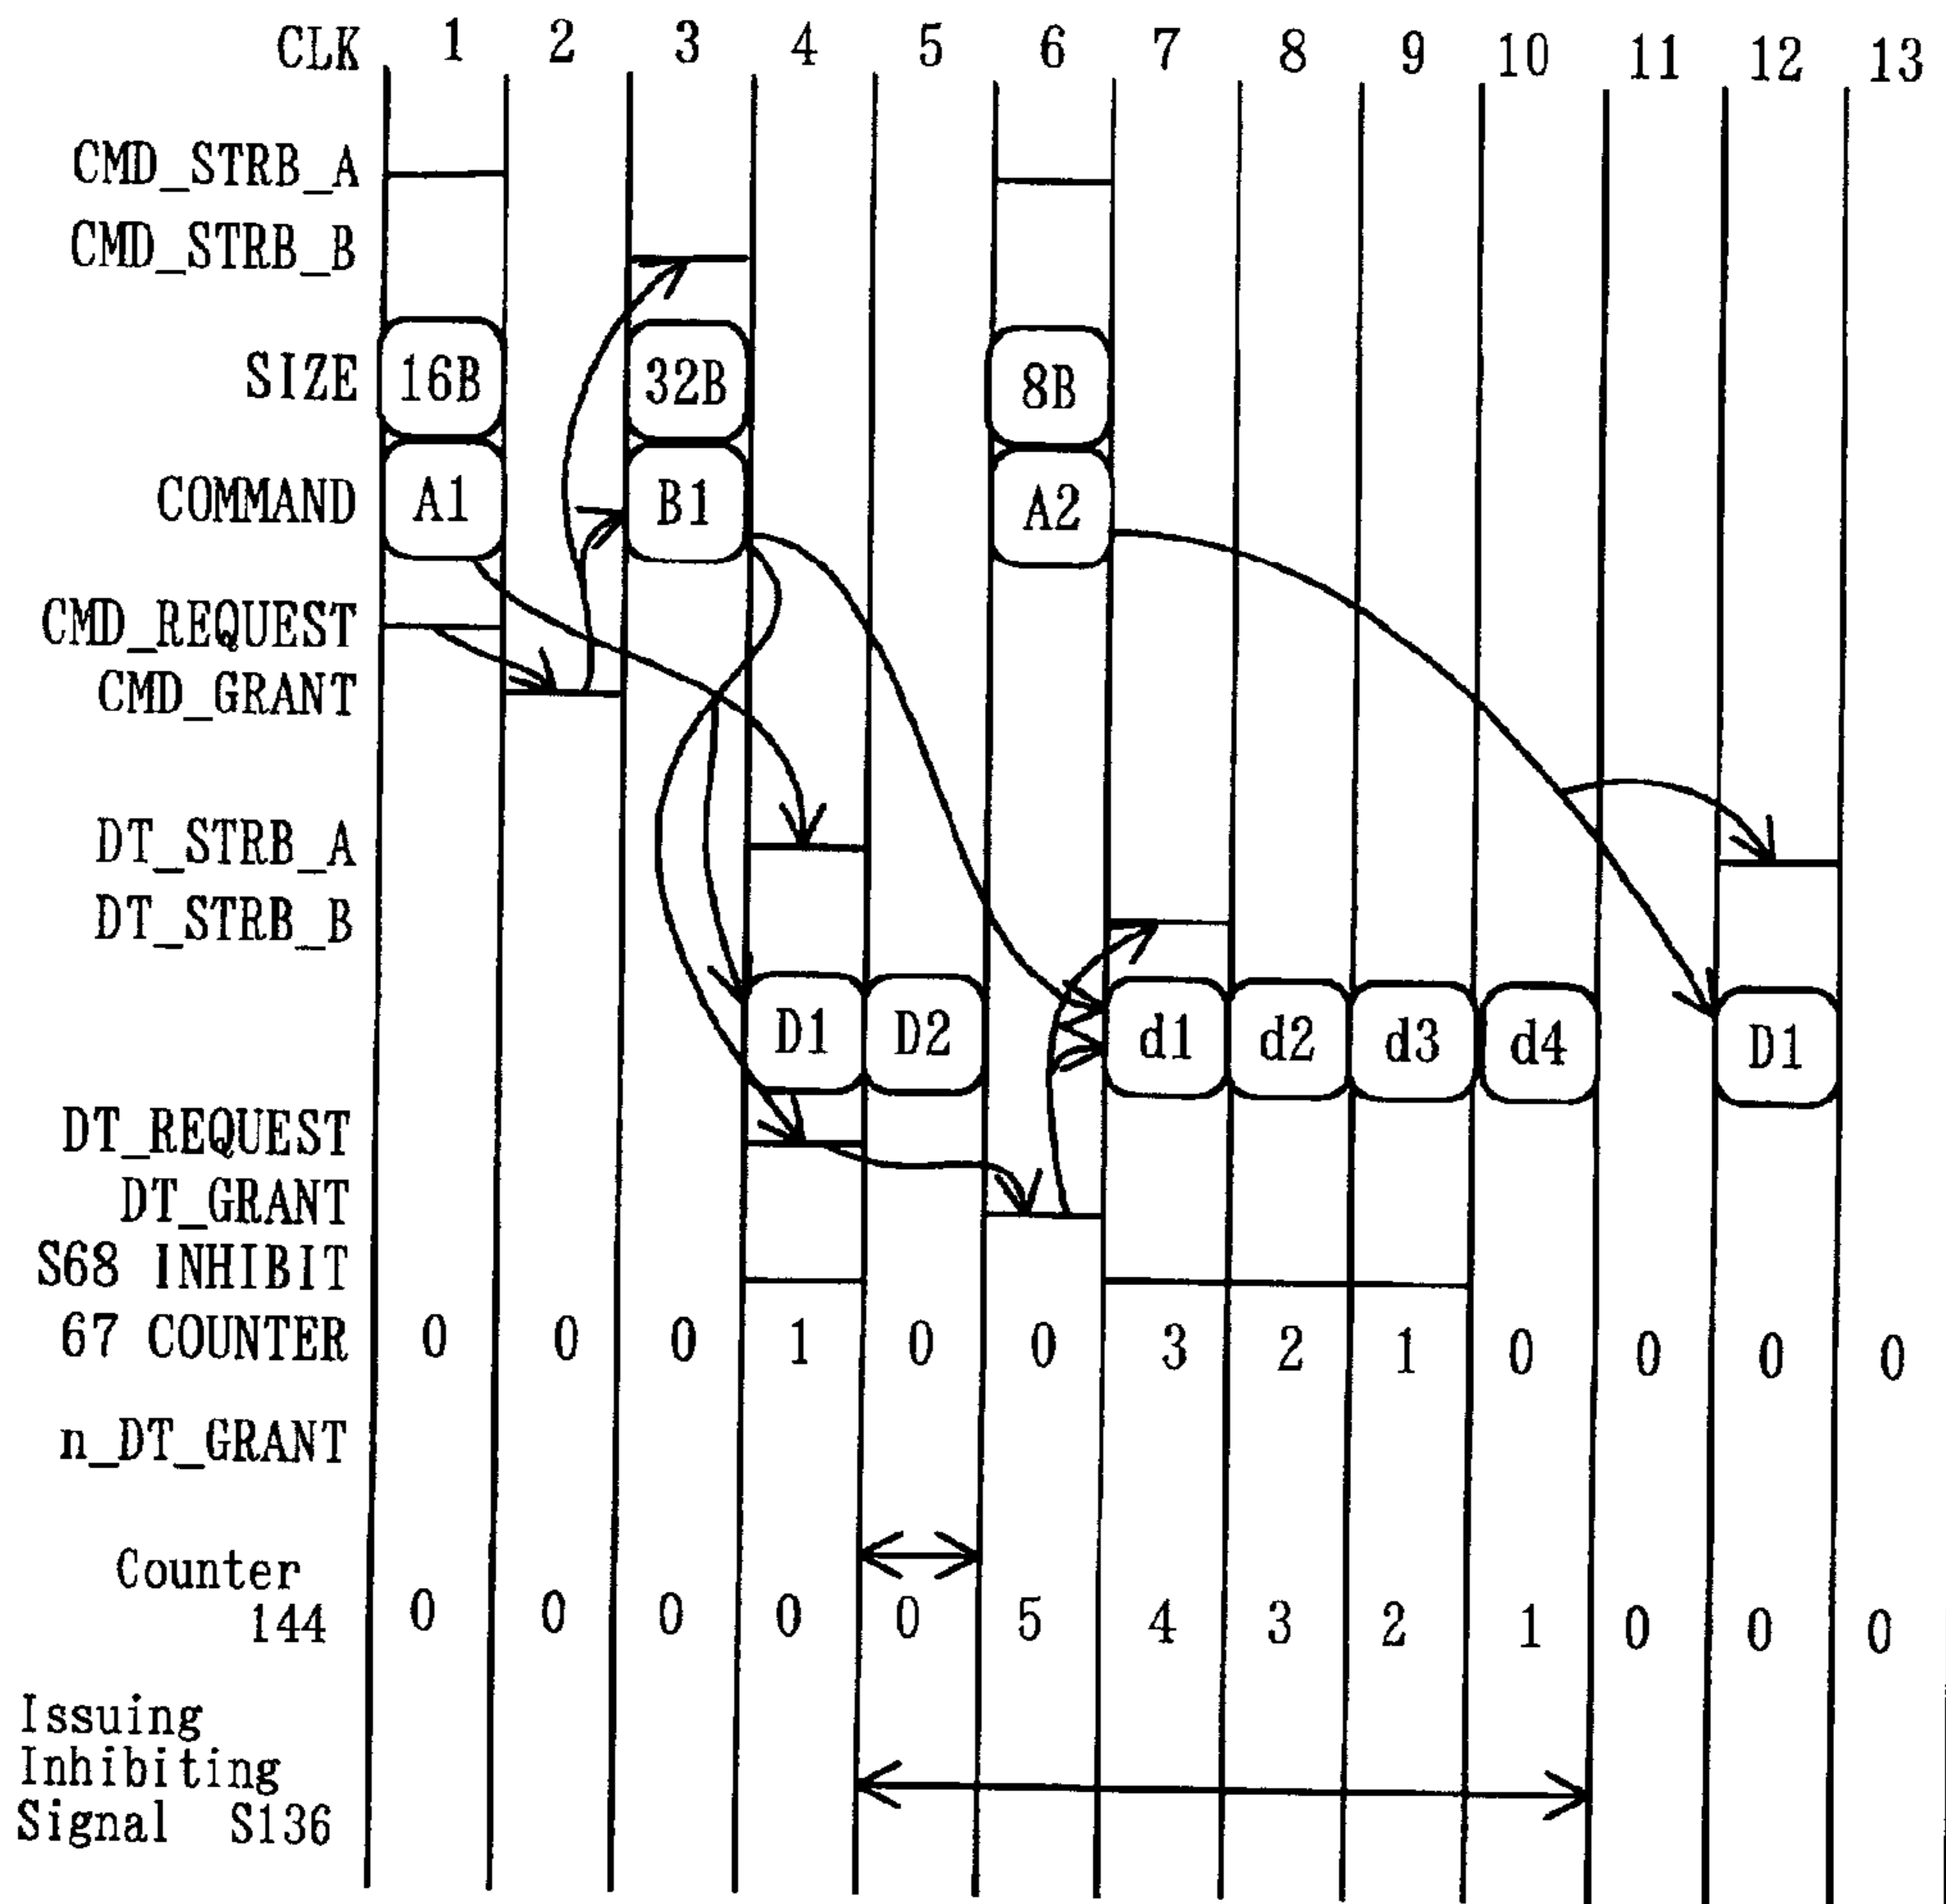 CLK 1 2 3 4 5 6 7 8 9 10 11 12 13
CMD_STRB_A
CMD_STRB_B
SIZE 16B 32B 8B
COMMAND A1 B1 A2
CMD_REQUEST
CMD_GRANT
DT_STRB_A
DT_STRB_B
D1 D2 d1 d2 d3 d4 D1
DT_REQUEST
DT_GRANT
S68 INHIBIT
67 COUNTER 0 0 0 1 0 0 3 2 1 0 0 0 0
n_DT_GRANT
Counter
144 0 0 0 0 0 5 4 3 2 1 0 0 0
Issuing
Inhibiting
Signal S136